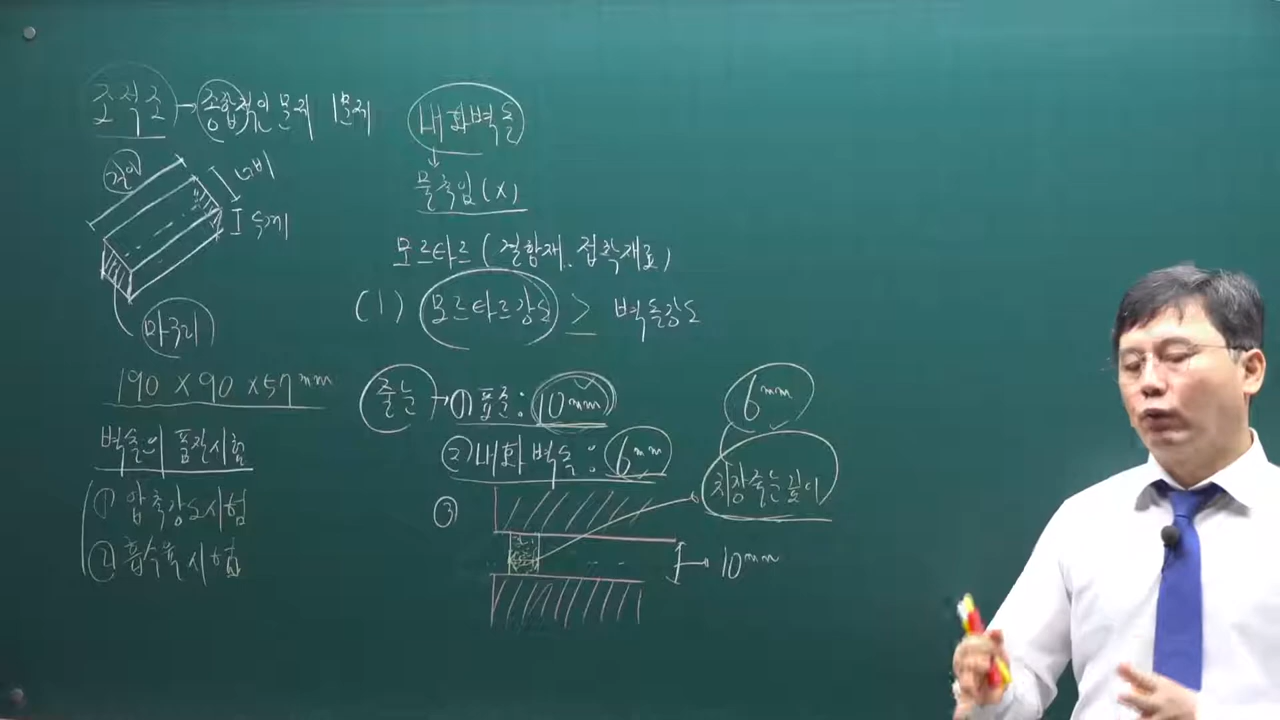 조적조 → 종합적인 문제 1문제
길이
너비
두께
마구리
190 × 90 × 57mm
벽돌의 품질시험
① 압축강도시험
② 흡수율시험
내화벽돌
↓
물축임(×)
모르타르(결합재. 접착재료)
(1) 모르타르강도 ≥ 벽돌강도
줄눈 → ① 표준: 10mm
② 내화벽돌: 6mm
③
10mm
6mm
치장줄눈 깊이